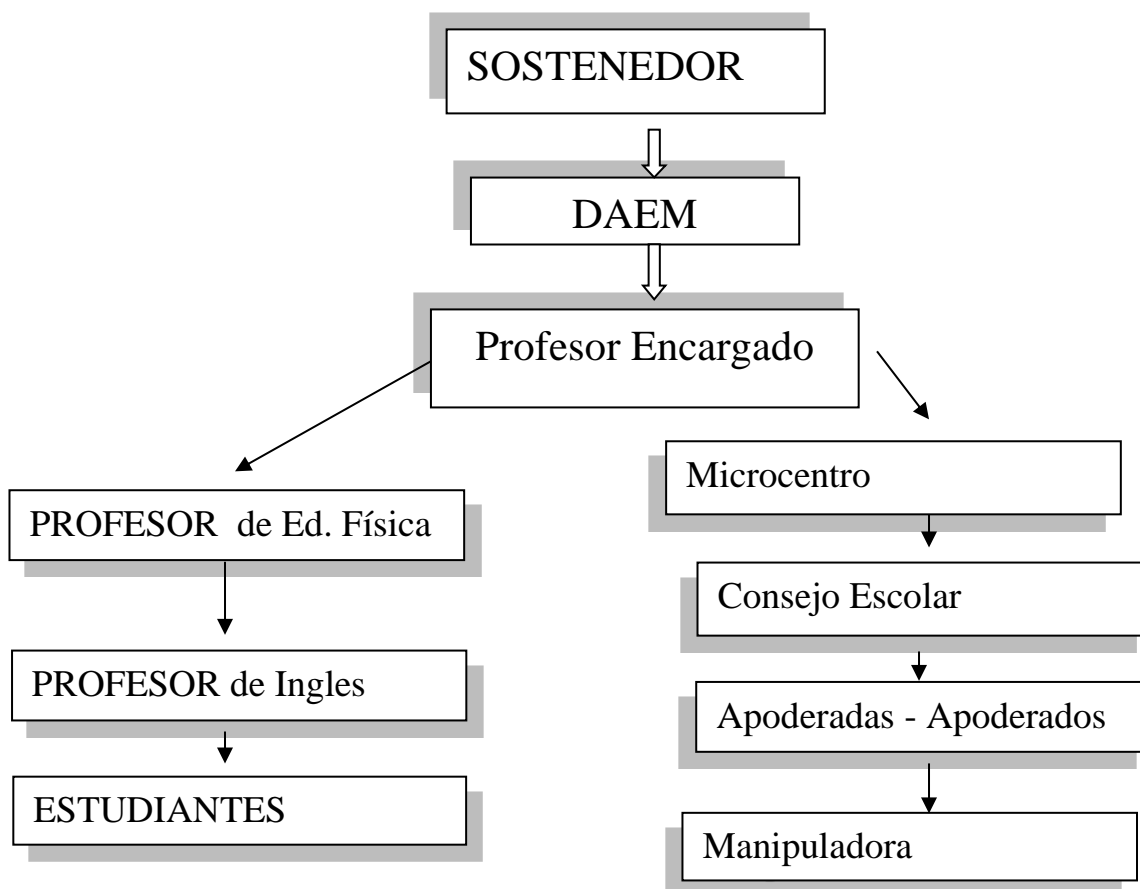 SOSTENEDOR
DAEM
Profesor Encargado
Microcentro
PROFESOR de Ed. Física
Consejo Escolar
PROFESOR de Ingles
Apoderadas - Apoderados
ESTUDIANTES
Manipuladora